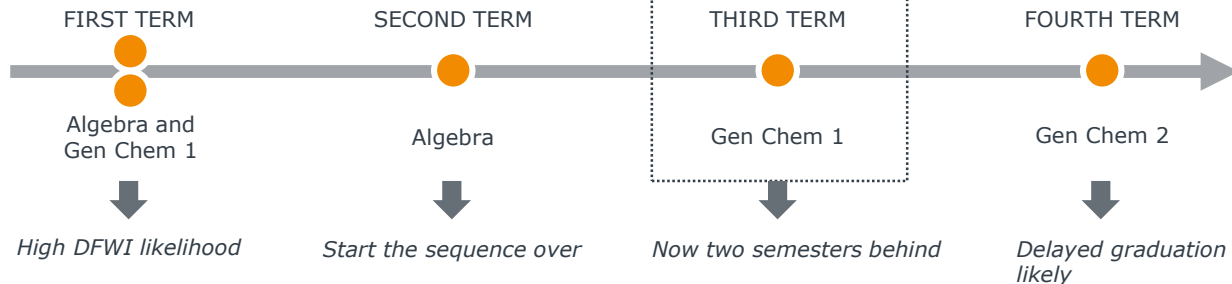 FIRST TERM
SECOND TERM
THIRD TERM
FOURTH TERM
Algebra and
Gen Chem 1
Algebra
Gen Chem 1
Gen Chem 2
High DFWI likelihood
Start the sequence over
Now two semesters behind
Delayed graduation
likely